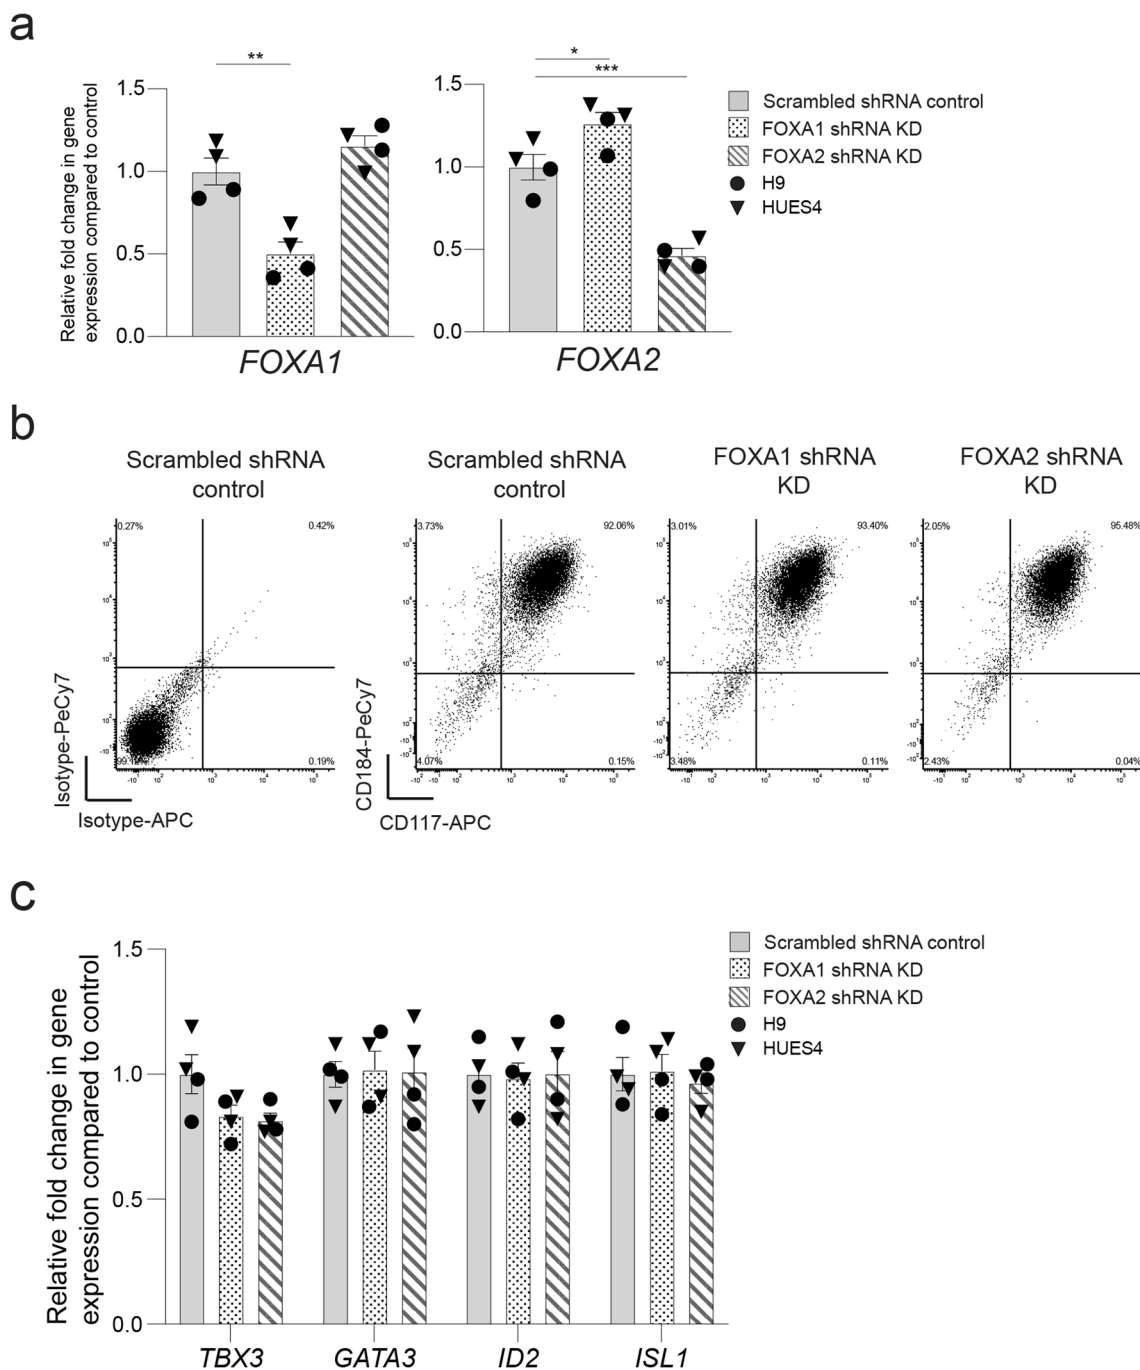 a
**
*
***
Relative fold change in gene
expression compared to control
1.5
1.0
0.5
0.0
FOXA1
1.5
1.0
0.5
0.0
FOXA2
Scrambled shRNA control
FOXA1 shRNA KD
FOXA2 shRNA KD
H9
HUES4
b
Scrambled shRNA
control
Scrambled shRNA
control
FOXA1 shRNA
KD
FOXA2 shRNA
KD
0.27%
0.42%
0.19%
3.73%
92.06%
4.07%
0.15%
3.01%
93.40%
3.48%
0.11%
2.05%
95.48%
2.43%
0.04%
Isotype-PeCy7
Isotype-APC
CD184-PeCy7
CD117-APC
c
Relative fold change in gene
expression compared to control
1.5
1.0
0.5
0.0
TBX3 GATA3 ID2 ISL1
Scrambled shRNA control
FOXA1 shRNA KD
FOXA2 shRNA KD
H9
HUES4